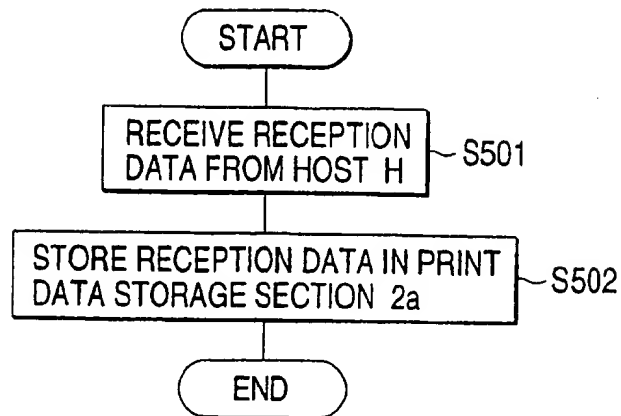 START
RECEIVE RECEPTION
DATA FROM HOST H
S501
STORE RECEPTION DATA IN PRINT
DATA STORAGE SECTION 2a
S502
END